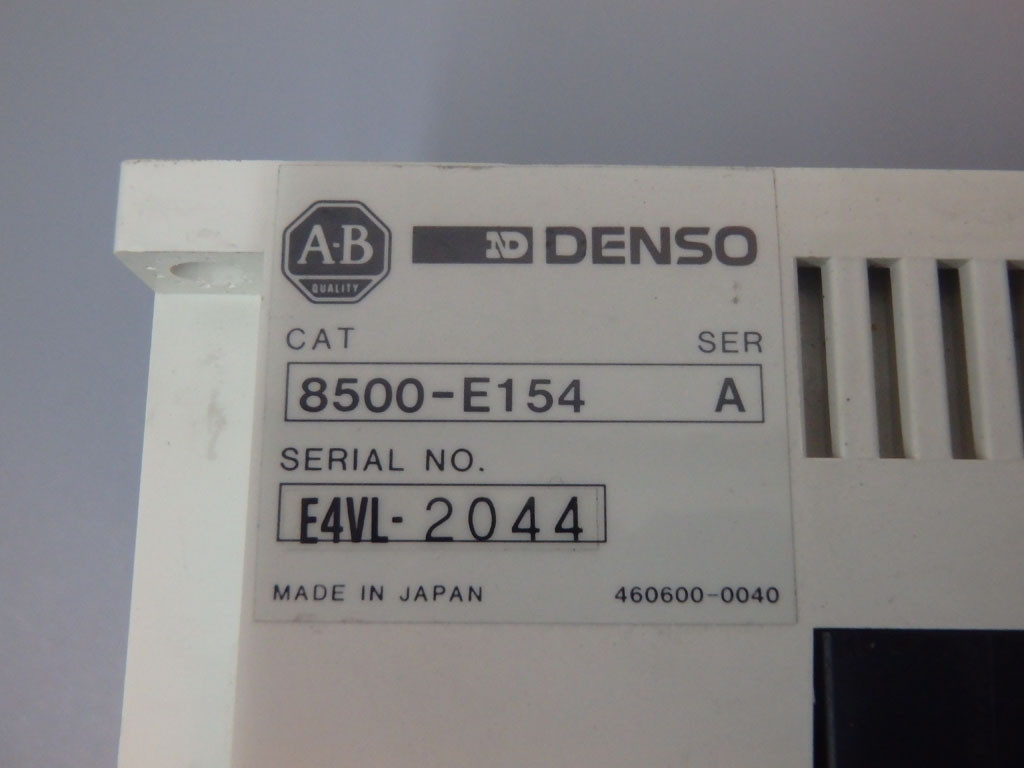 A·B QUALITY ND DENSO
CAT SER
8500-E154 A
SERIAL NO.
E4VL- 2044
MADE IN JAPAN 460600-0040